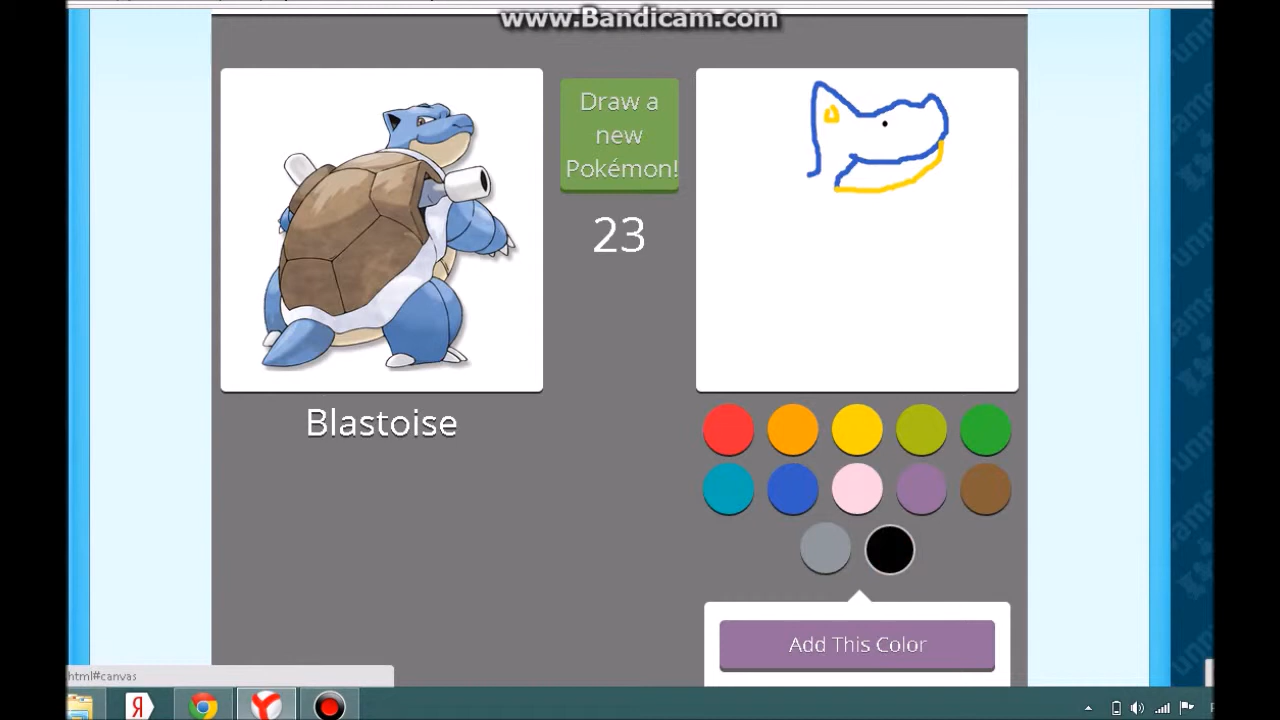 www.Bandicam.com
Draw a
new
Pokémon!
23
Blastoise
Add This Color
html#canvas
Я